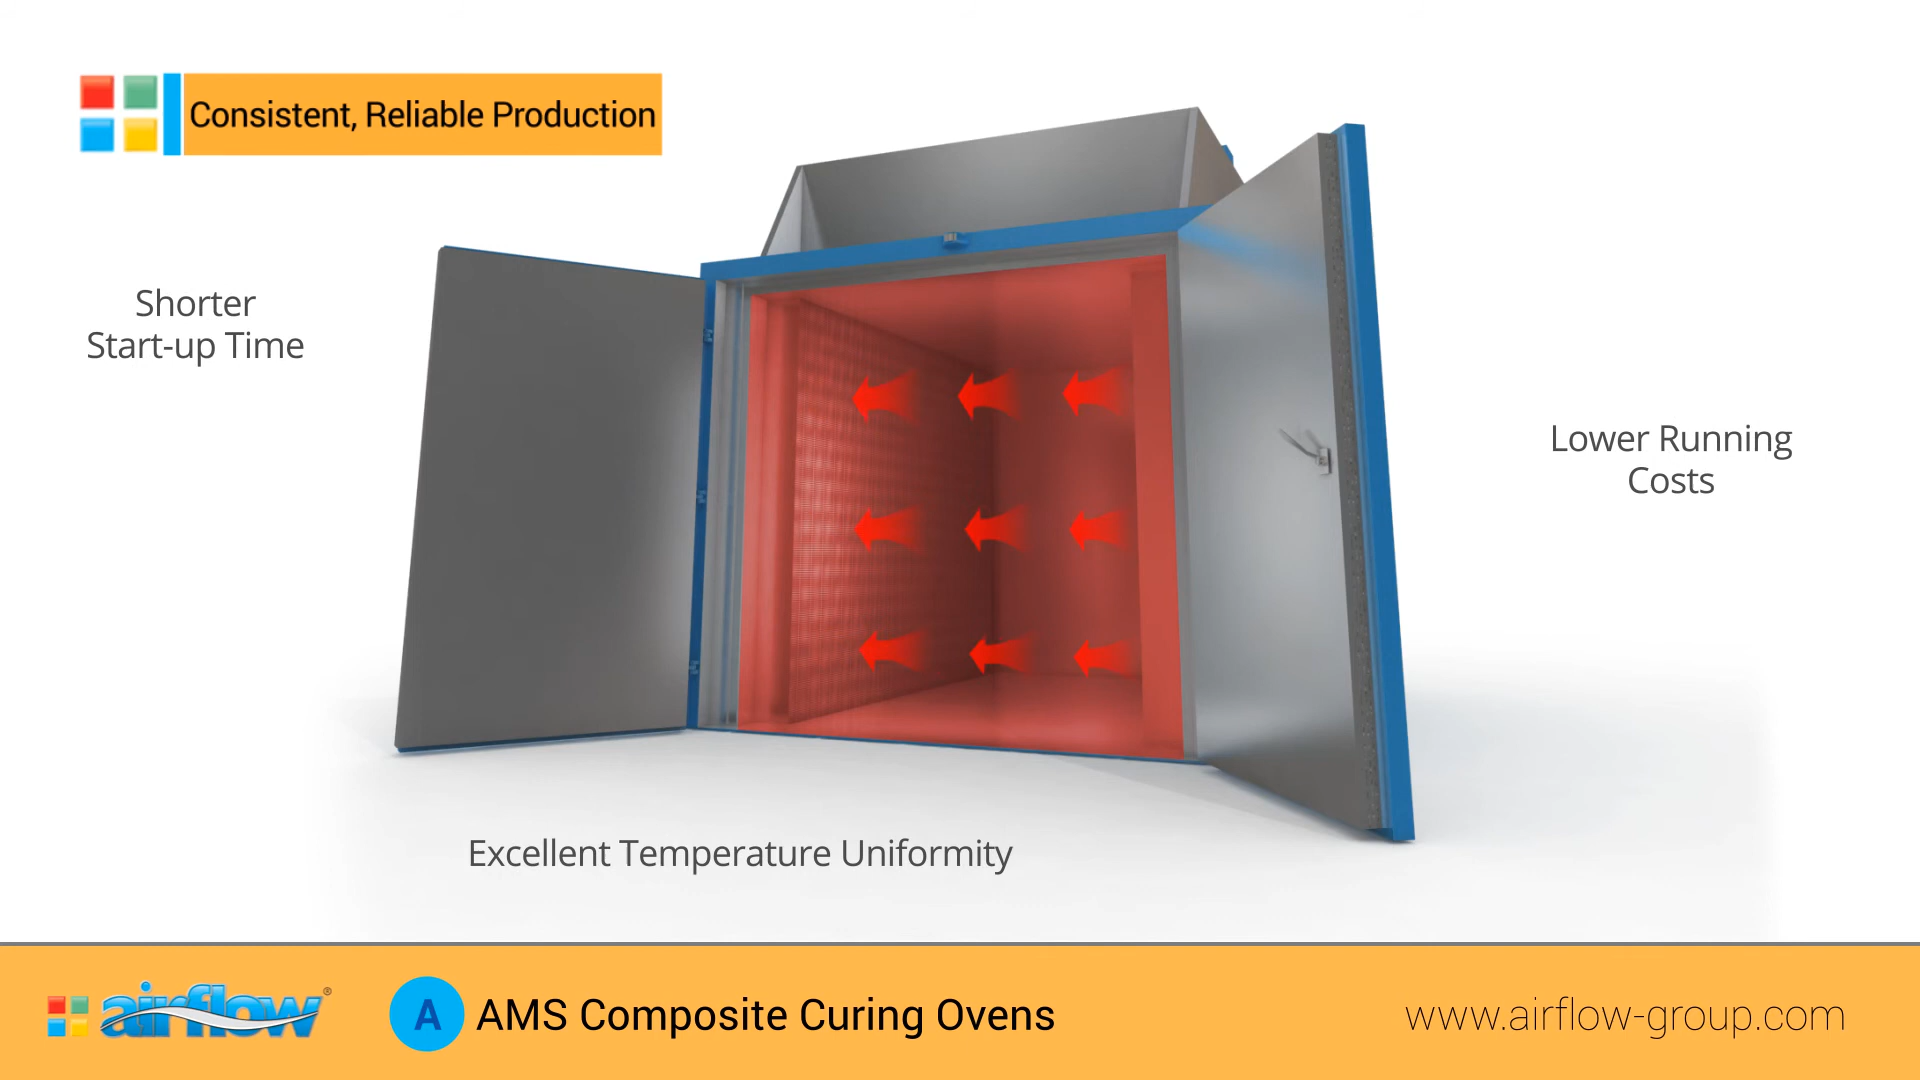 Consistent, Reliable Production
Shorter
Start-up Time
Lower Running
Costs
Excellent Temperature Uniformity
airflow®
A
AMS Composite Curing Ovens
www.airflow-group.com